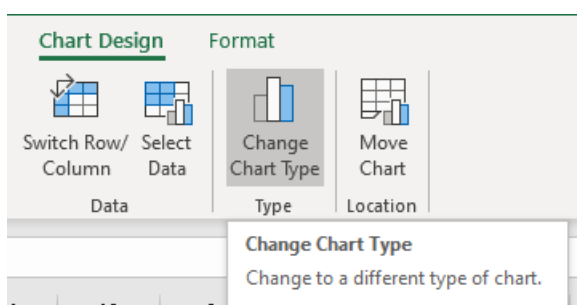 Chart Design Format
Switch Row/ Select Change Move
Column Data Chart Type Chart
Data Type Location
Change Chart Type
Change to a different type of chart.